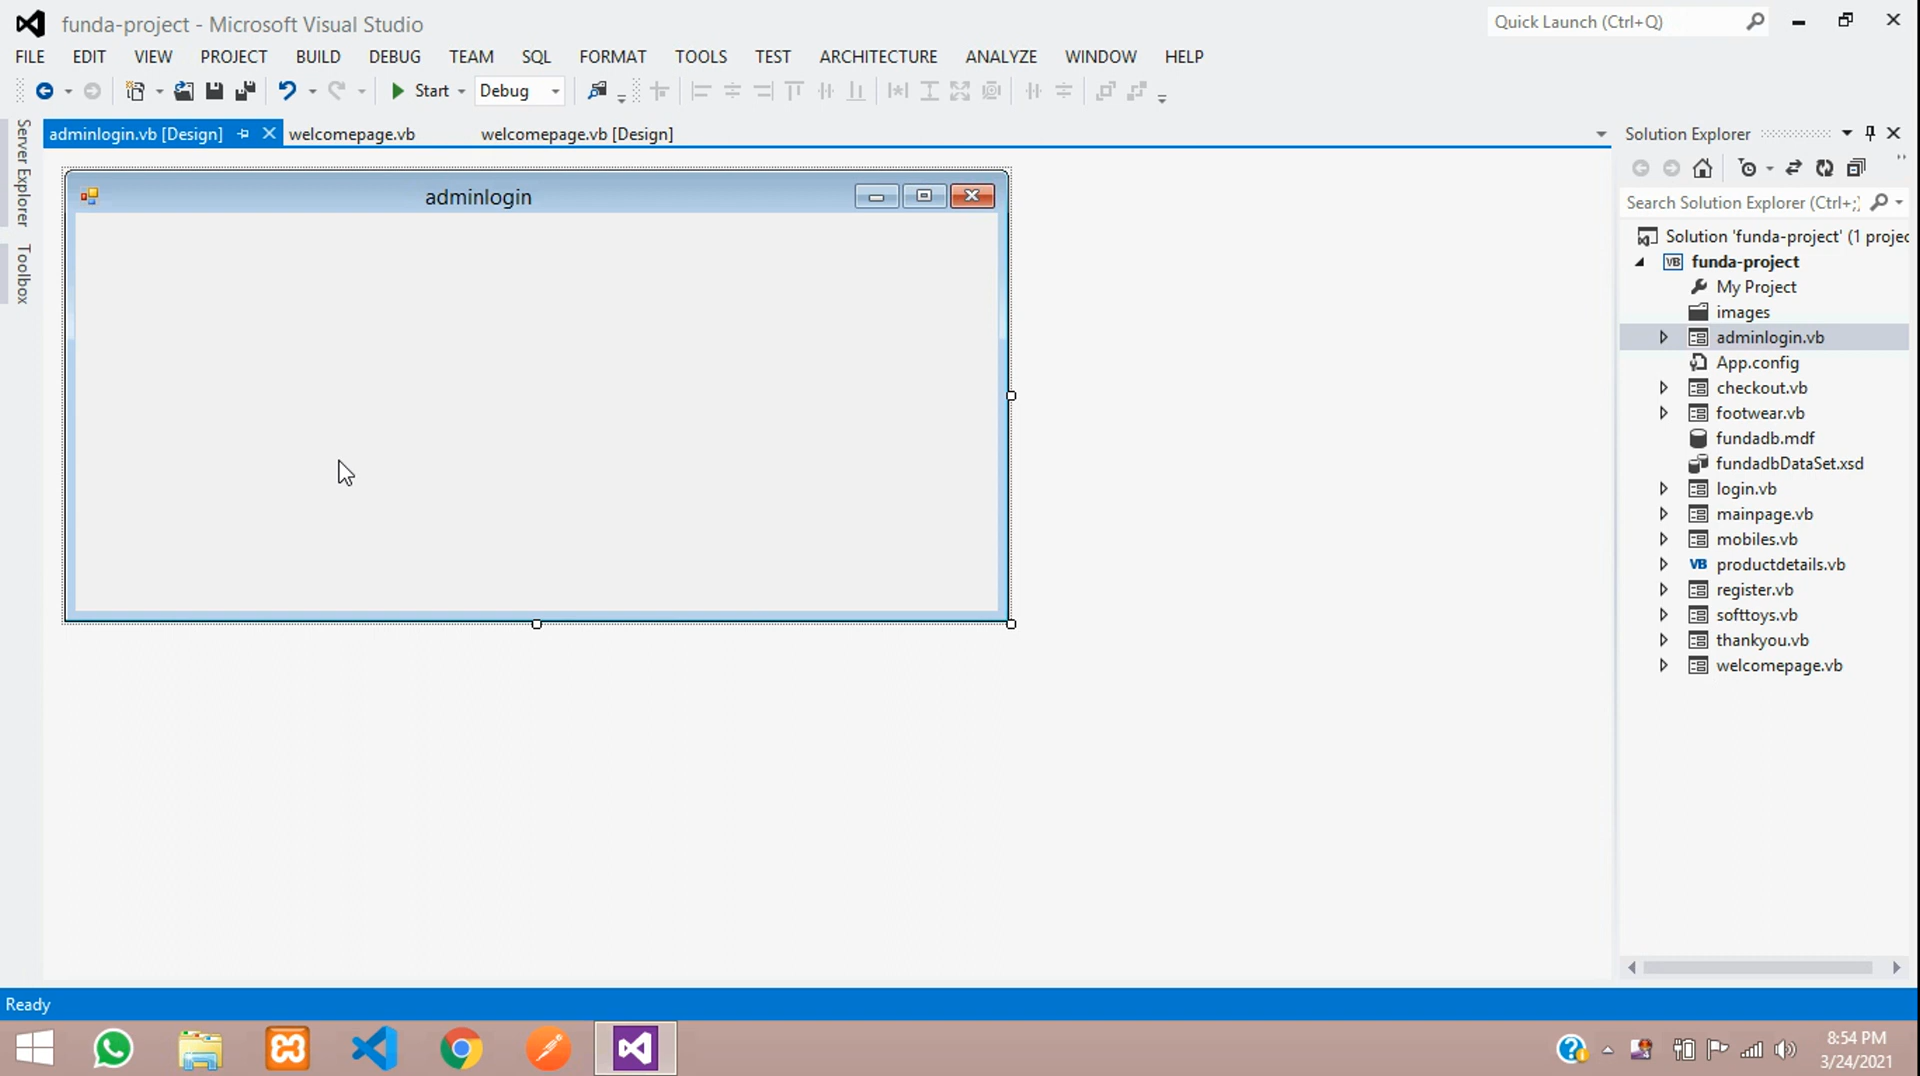 funda-project - Microsoft Visual Studio
Quick Launch (Ctrl+Q)
FILE EDIT VIEW PROJECT BUILD DEBUG TEAM SQL FORMAT TOOLS TEST ARCHITECTURE ANALYZE WINDOW HELP
Start Debug
adminlogin.vb [Design] welcomepage.vb welcomepage.vb [Design]
Server Explorer
Toolbox
adminlogin
Solution Explorer
Search Solution Explorer (Ctrl+;)
Solution 'funda-project' (1 projec
VB funda-project
My Project
images
adminlogin.vb
App.config
checkout.vb
footwear.vb
fundadb.mdf
fundadbDataSet.xsd
login.vb
mainpage.vb
mobiles.vb
VB productdetails.vb
register.vb
softtoys.vb
thankyou.vb
welcomepage.vb
Ready
8:54 PM
3/24/2021